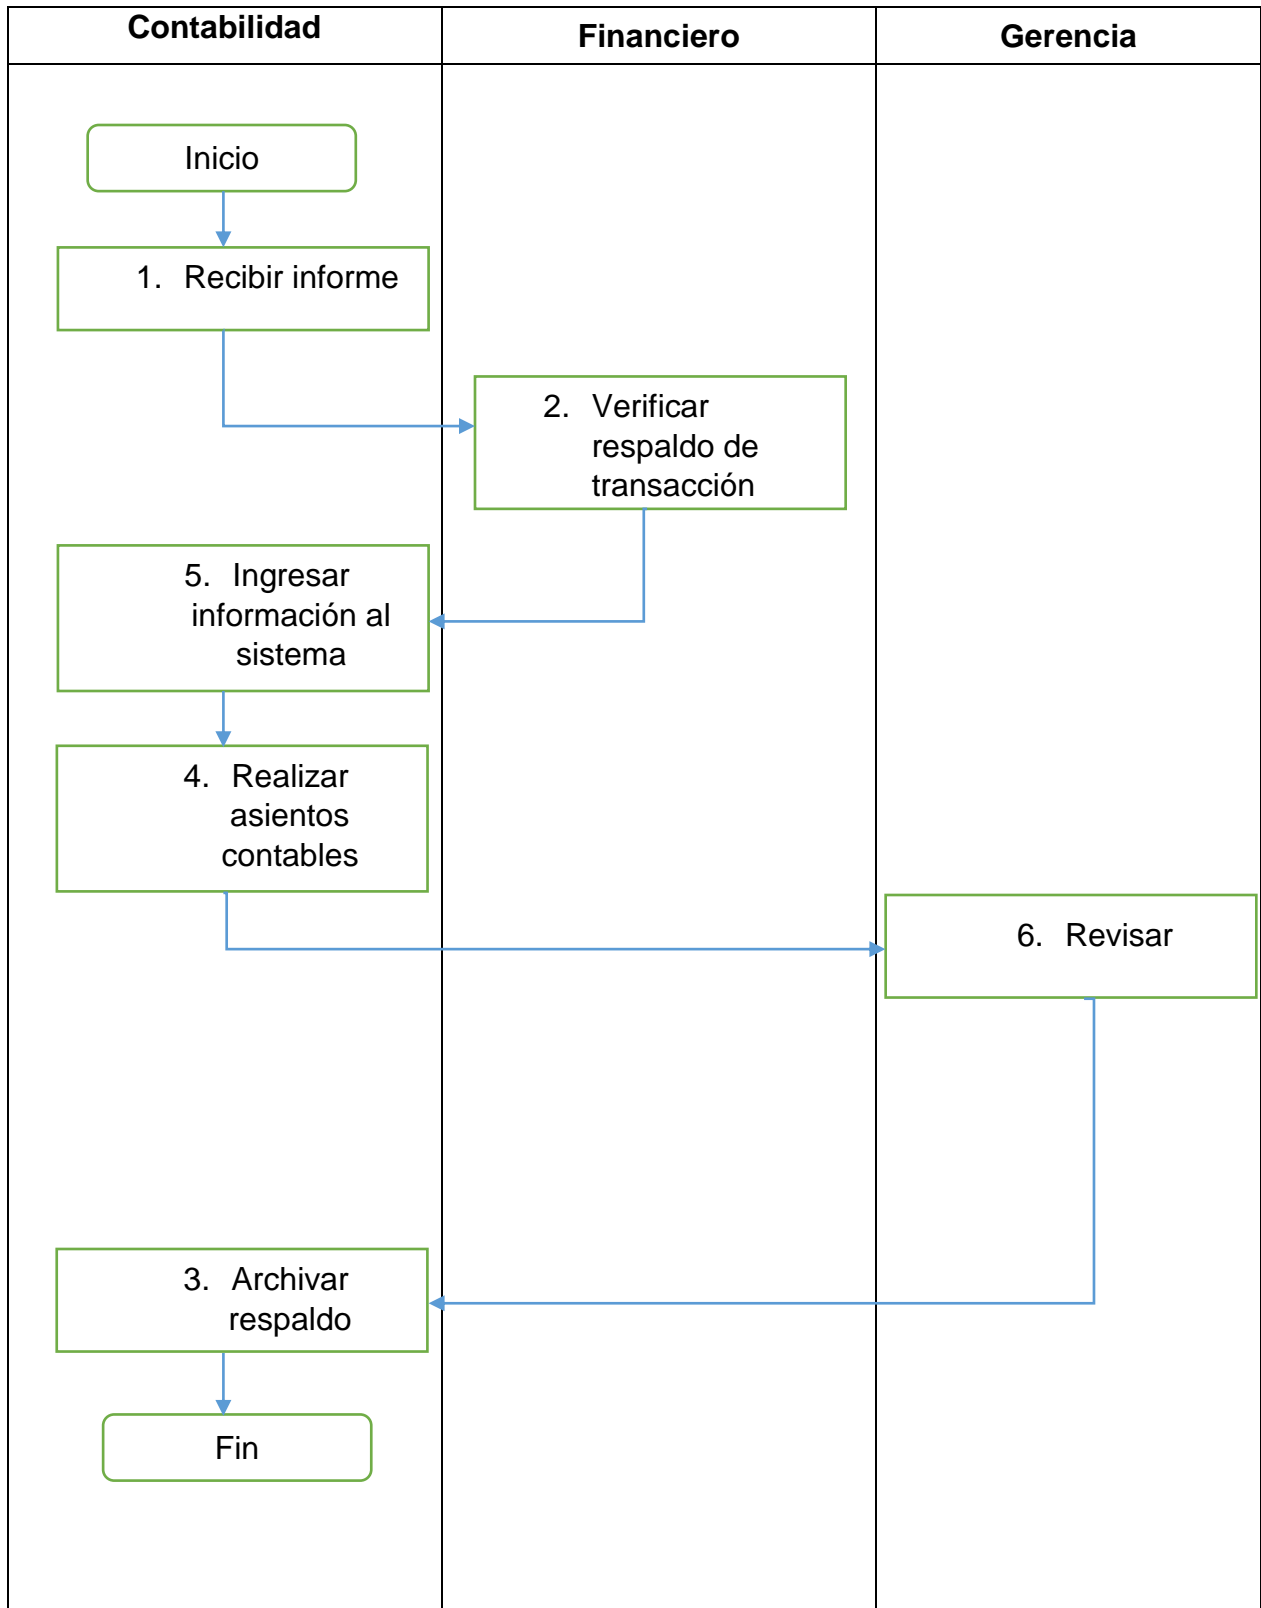 Contabilidad
Financiero
Gerencia
Inicio
1. Recibir informe
2. Verificar
respaldo de
transacción
5. Ingresar
información al
sistema
4. Realizar
asientos
contables
6. Revisar
3. Archivar
respaldo
Fin